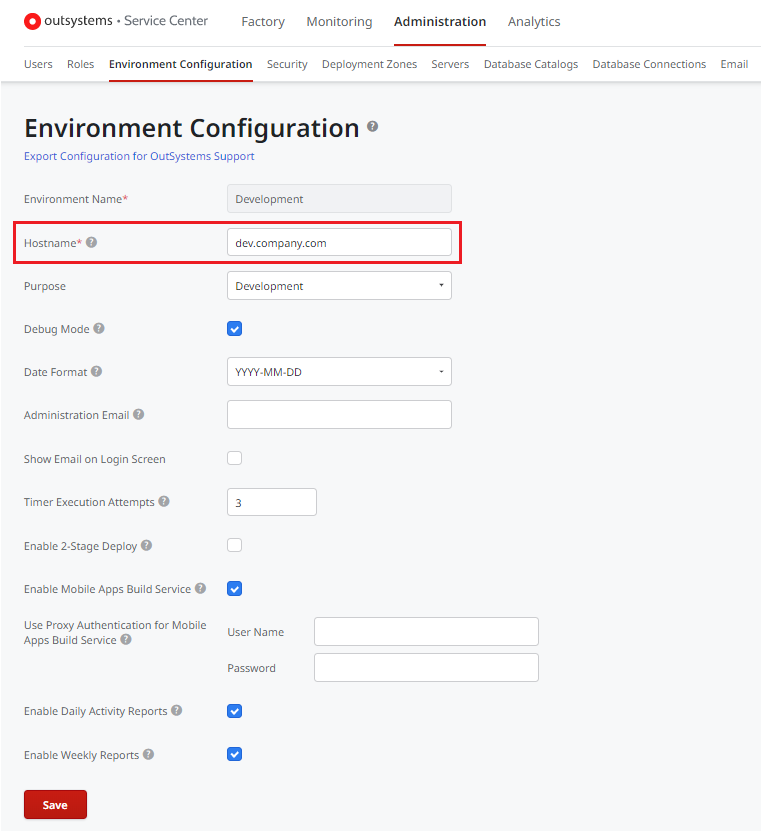 outsystems • Service Center Factory Monitoring Administration Analytics
Users Roles Environment Configuration Security Deployment Zones Servers Database Catalogs Database Connections Email
Environment Configuration ?
Export Configuration for OutSystems Support
Environment Name* Development
Hostname* ? dev.company.com
Purpose Development
Debug Mode ?
Date Format ? YYYY-MM-DD
Administration Email ?
Show Email on Login Screen
Timer Execution Attempts ? 3
Enable 2-Stage Deploy ?
Enable Mobile Apps Build Service ?
Use Proxy Authentication for Mobile
Apps Build Service ?
User Name
Password
Enable Daily Activity Reports ?
Enable Weekly Reports ?
Save